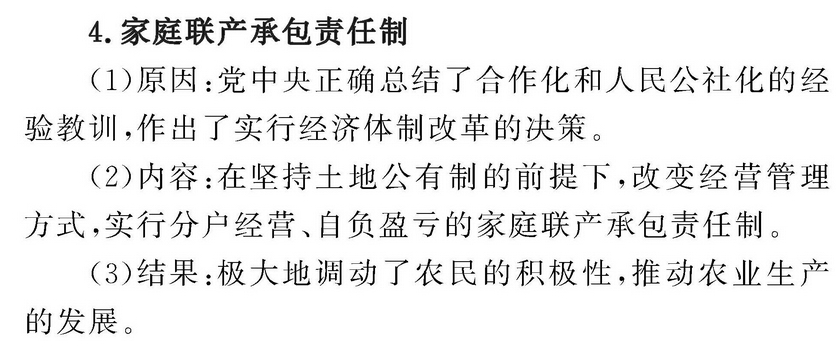 4.家庭联产承包责任制
(1)原因:党中央正确总结了合作化和人民公社化的经
验教训,作出了实行经济体制改革的决策。
(2)内容:在坚持土地公有制的前提下,改变经营管理
方式,实行分户经营、自负盈亏的家庭联产承包责任制。
(3)结果:极大地调动了农民的积极性,推动农业生产
的发展。